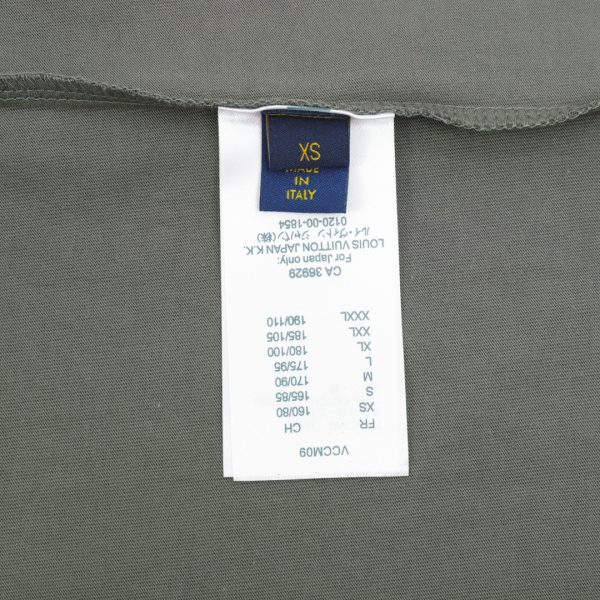 XS
MADE
IN
ITALY
VCCM09
FR CH
XS 160/80
S 165/85
M 170/90
L 175/95
XL 180/100
XXL 185/105
XXXL 190/110
CA 36929
For Japan only:
LOUIS VUITTON JAPAN K.K.
ルイ・ヴィトン ジャパン(株)
0120-00-1854